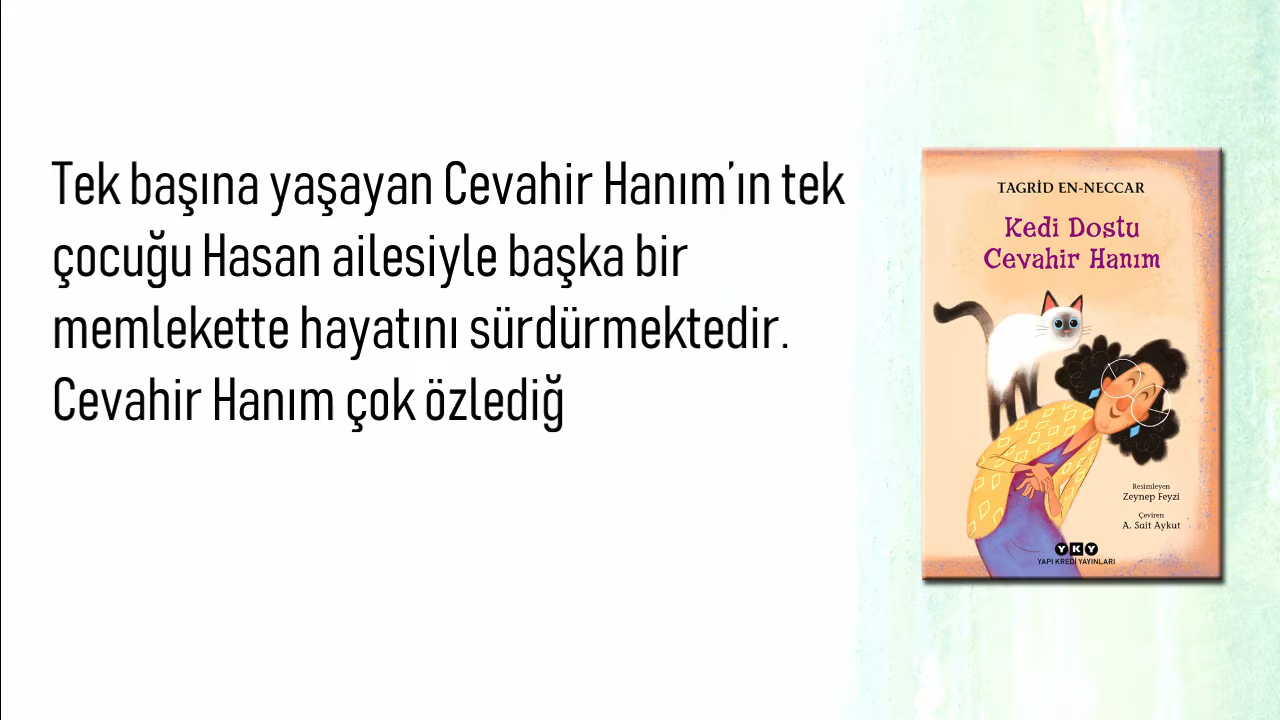 Tek başına yaşayan Cevahir Hanım’ın tek
çocuğu Hasan ailesiyle başka bir
memlekette hayatını sürdürmektedir.
Cevahir Hanım çok özlediğ
TAGRİD EN-NECCAR
Kedi Dostu
Cevahir Hanım
Resimleyen
Zeynep Feyzi
Çeviren
A. Sait Aykut
YKY
YAPI KREDİ YAYINLARI